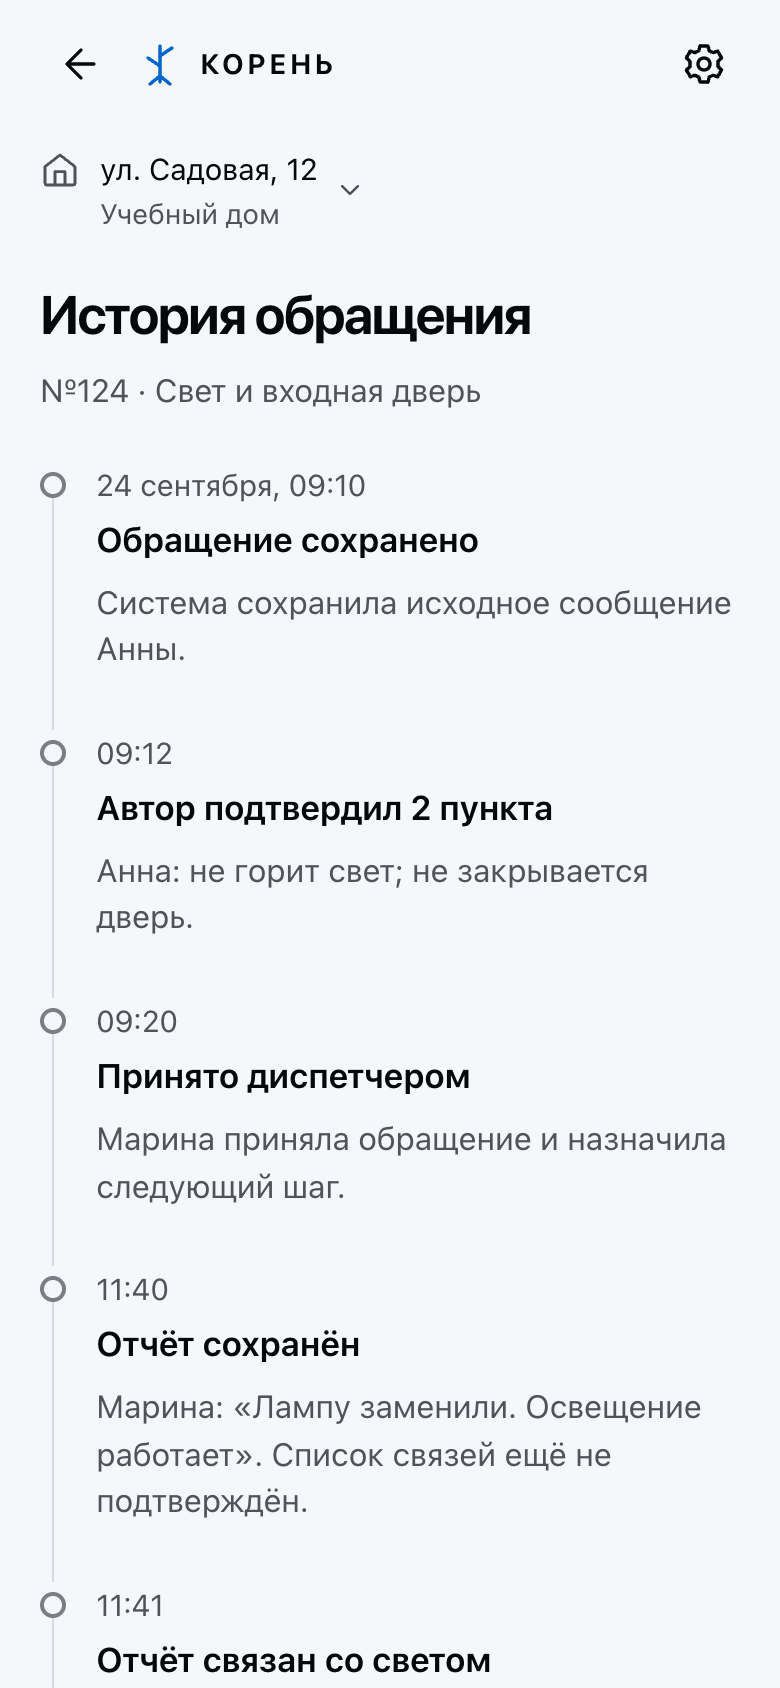 КОРЕНЬ
ул. Садовая, 12
Учебный дом
История обращения
№124 · Свет и входная дверь
24 сентября, 09:10
Обращение сохранено
Система сохранила исходное сообщение
Анны.
09:12
Автор подтвердил 2 пункта
Анна: не горит свет; не закрывается
дверь.
09:20
Принято диспетчером
Марина приняла обращение и назначила
следующий шаг.
11:40
Отчёт сохранён
Марина: «Лампу заменили. Освещение
работает». Список связей ещё не
подтверждён.
11:41
Отчёт связан со светом